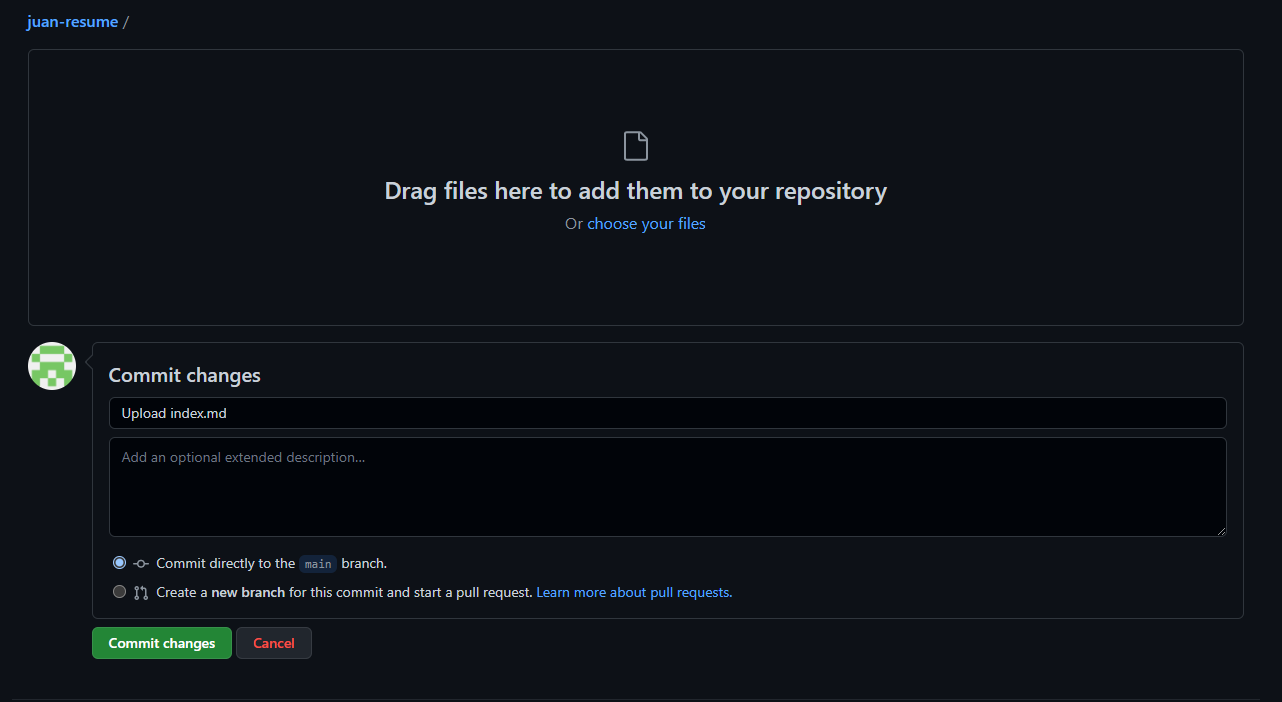 juan-resume /
Drag files here to add them to your repository
Or choose your files
Commit changes
Upload index.md
Add an optional extended description...
Commit directly to the main branch.
Create a new branch for this commit and start a pull request. Learn more about pull requests.
Commit changes Cancel